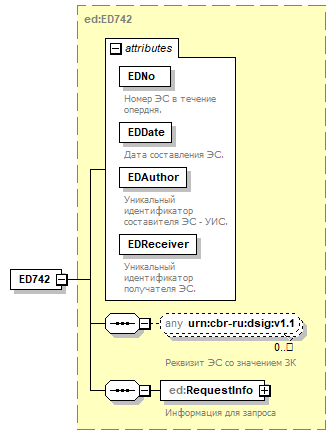 ed:ED742
attributes
EDNo
Номер ЭС в течение
опердня.
EDDate
Дата составления ЭС.
EDAuthor
Уникальный
идентификатор
составителя ЭС - УИС.
EDReceiver
Уникальный
идентификатор
получателя ЭС.
ED742
any urn:cbr-ru:dsig:v1.1
0..□
Реквизит ЭС со значением ЗК
ed:RequestInfo
Информация для запроса